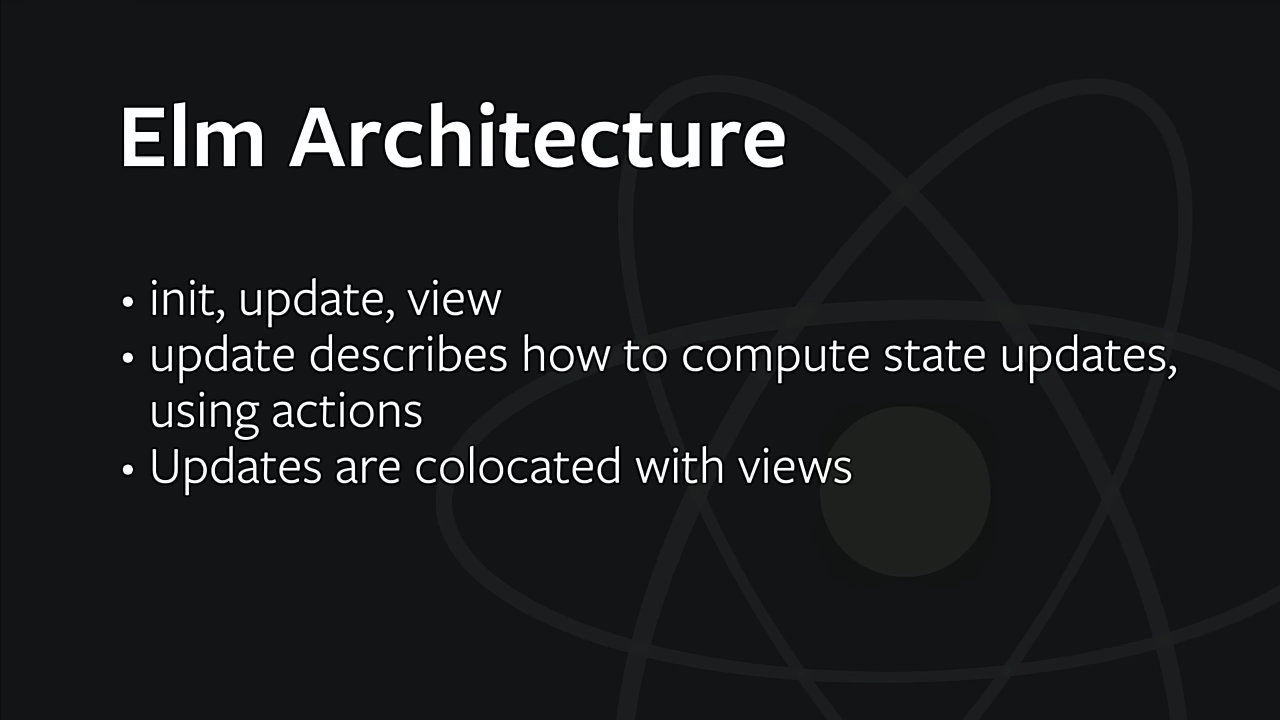 Elm Architecture
• init, update, view
• update describes how to compute state updates,
using actions
• Updates are colocated with views